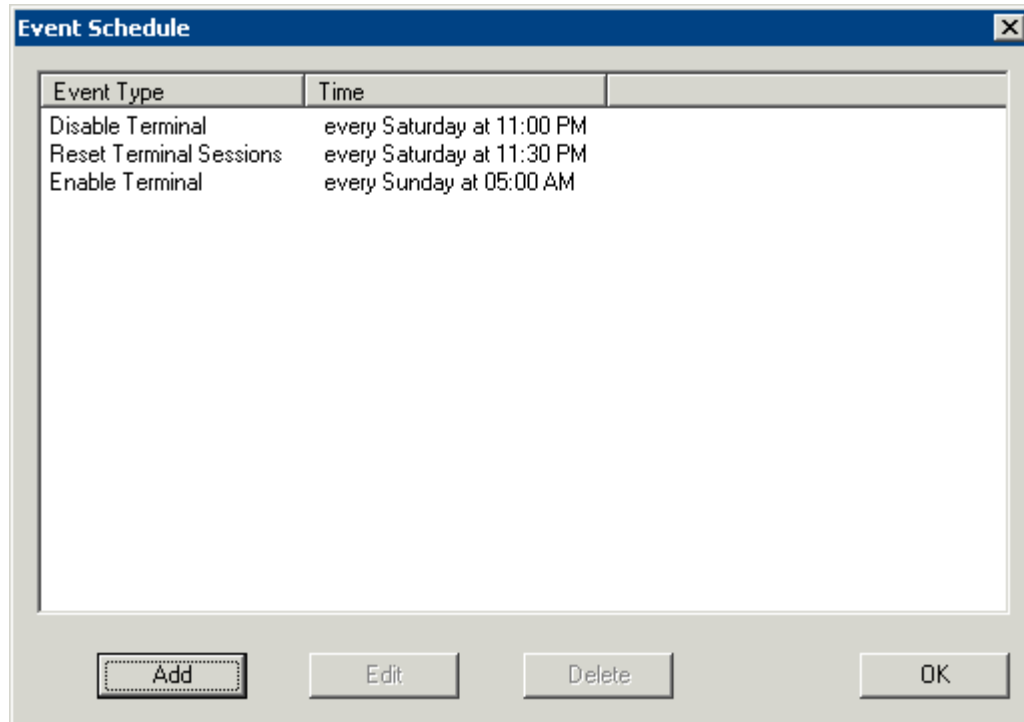 Event Schedule
Event Type Time
Disable Terminal every Saturday at 11:00 PM
Reset Terminal Sessions every Saturday at 11:30 PM
Enable Terminal every Sunday at 05:00 AM
Add Edit Delete OK